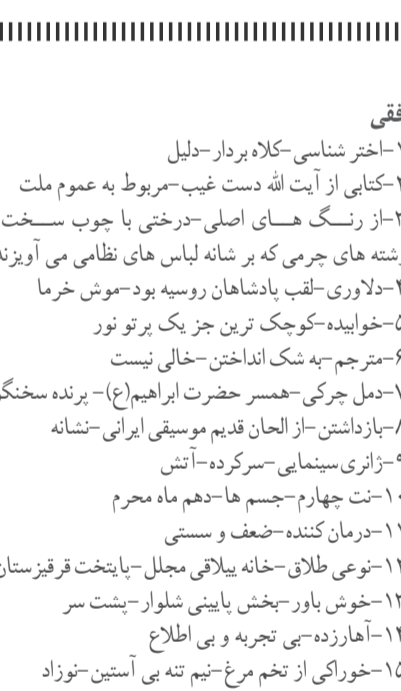 فقی
۱-اختر شناسی-کلاه بردار-دلیل
۲-کتابی از آیت الله دست غیب-مربوط به عموم ملت
۳-از رنگ های اصلی-درختی با چوب سخت
رشته های چرمی که بر شانه لباس های نظامی می آویزند
۴-دلاوری-لقب پادشاهان روسیه بود-موش خرما
۵-خوابیده-کوچک ترین جز یک پرتو نور
۶-مترجم-به شک انداختن-خالی نیست
۷-دمل چرکی-همسر حضرت ابراهیم(ع)- پرنده سخنگو
۸-بازداشتن-از الحان قدیم موسیقی ایرانی-نشانه
۹-ژانری سینمایی-سرکرده-آتش
۱۰-نت چهارم-جسم ها-دهم ماه محرم
۱۱-درمان کننده-ضعف و سستی
۱۲-نوعی طلاق-خانه ییلاقی مجلل-پایتخت قرقیزستان
۱۳-خوش باور-بخش پایینی شلوار-پشت سر
۱۴-آهارزده-بی تجربه و بی اطلاع
۱۵-خوراکی از تخم مرغ-نیم تنه بی آستین-نوزاد